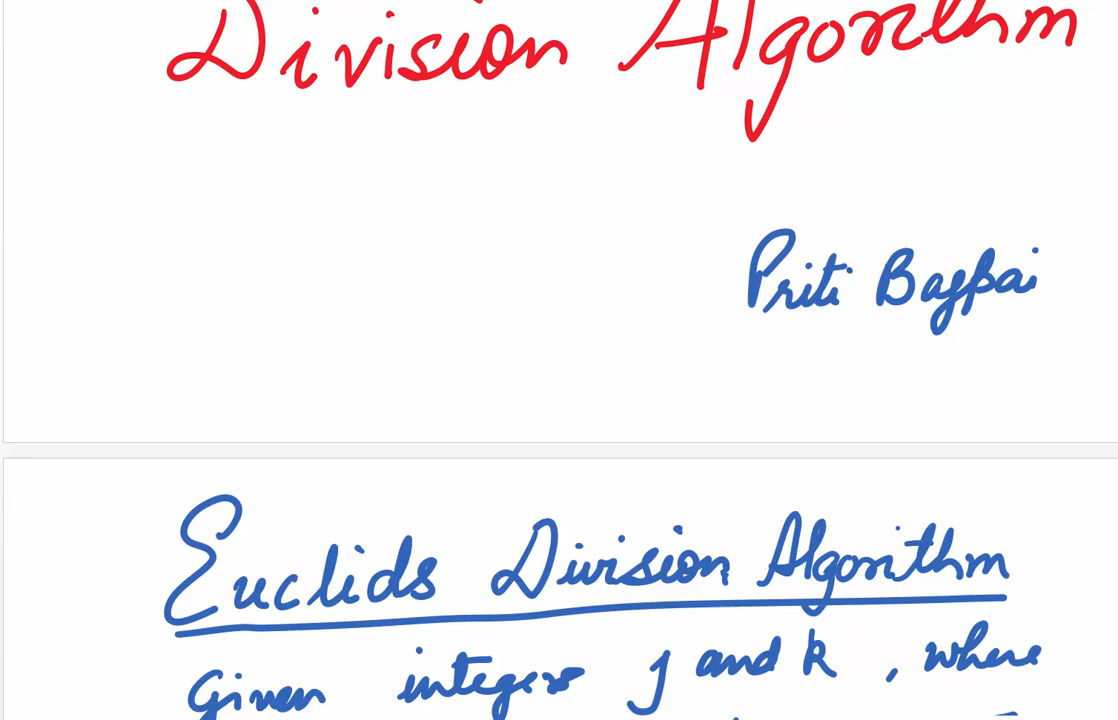 Division Algorithm
Priti Bajpai
Euclids Division Algorithm
Given integers j and k, where